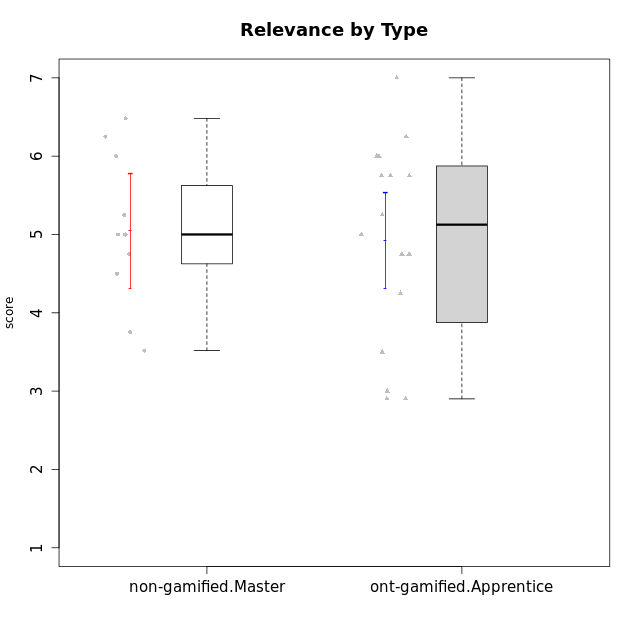 Relevance by Type
7
6
5
4
3
2
1
score
non-gamified.Master
ont-gamified.Apprentice